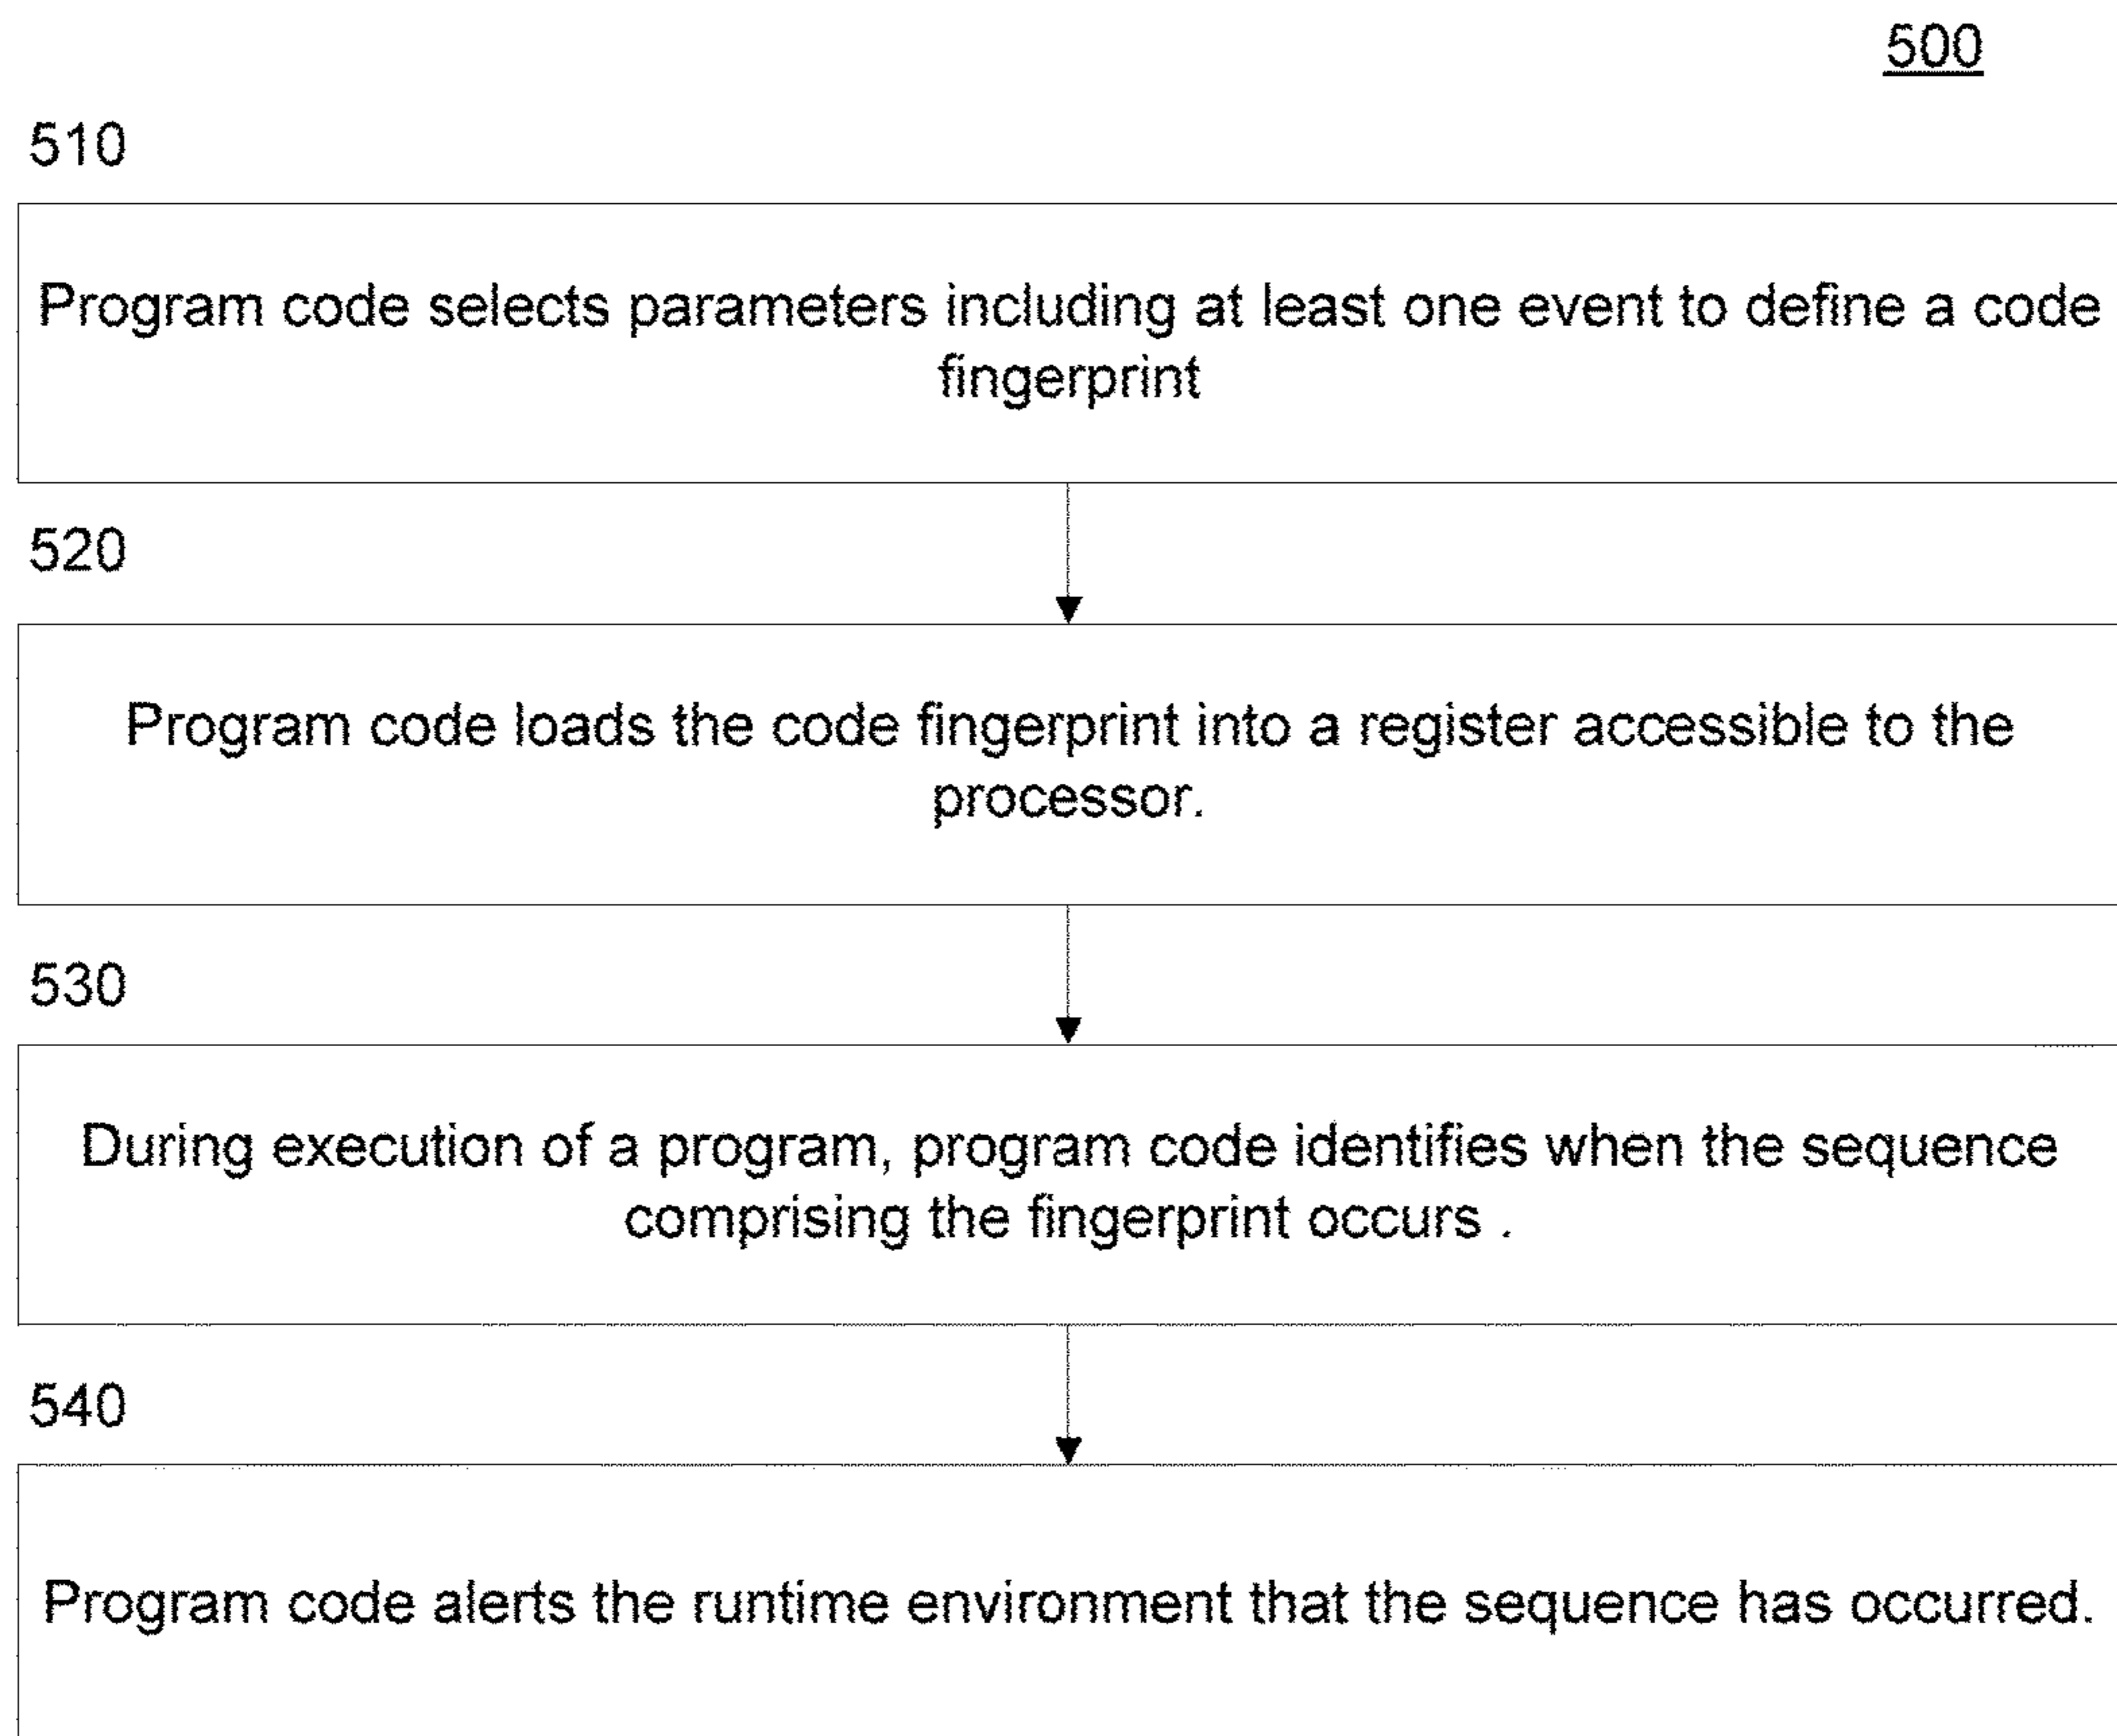 500
510
Program code selects parameters including at least one event to define a code
fingerprint
520
Program code loads the code fingerprint into a register accessible to the
processor.
530
During execution of a program, program code identifies when the sequence
comprising the fingerprint occurs .
540
Program code alerts the runtime environment that the sequence has occurred.